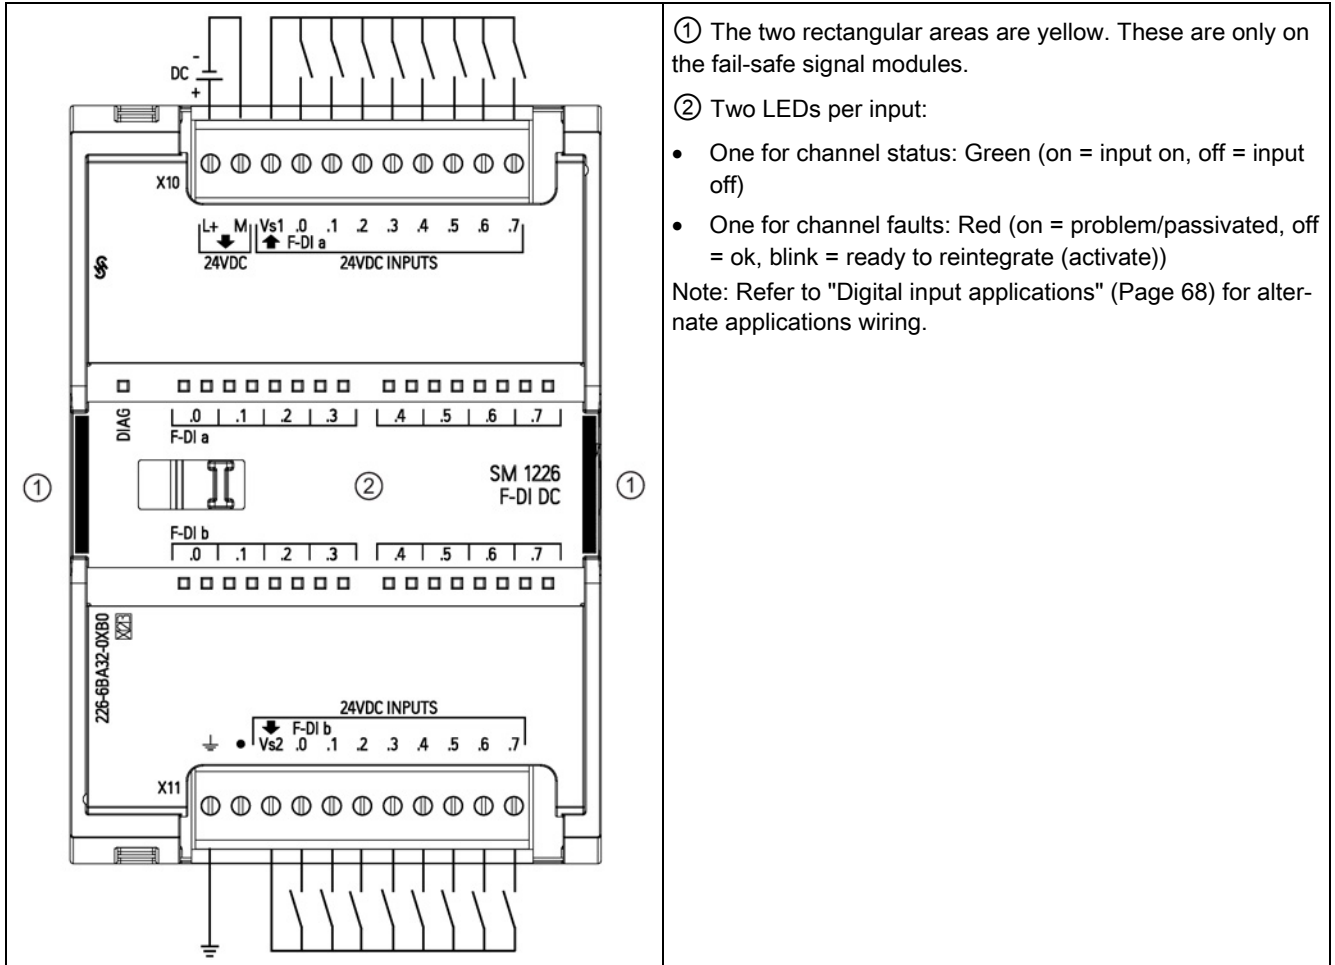 -
DC
+
X10
L+ M Vs1 .0 .1 .2 .3 .4 .5 .6 .7
F-DI a
24VDC 24VDC INPUTS
DIAG
.0 .1 .2 .3 .4 .5 .6 .7
F-DI a
① ② ①
SM 1226
F-DI DC
F-DI b
.0 .1 .2 .3 .4 .5 .6 .7
226-6BA32-0XB0
24VDC INPUTS
F-DI b
Vs2 .0 .1 .2 .3 .4 .5 .6 .7
X11
① The two rectangular areas are yellow. These are only on
the fail-safe signal modules.
② Two LEDs per input:
• One for channel status: Green (on = input on, off = input
off)
• One for channel faults: Red (on = problem/passivated, off
= ok, blink = ready to reintegrate (activate))
Note: Refer to "Digital input applications" (Page 68) for alter-
nate applications wiring.